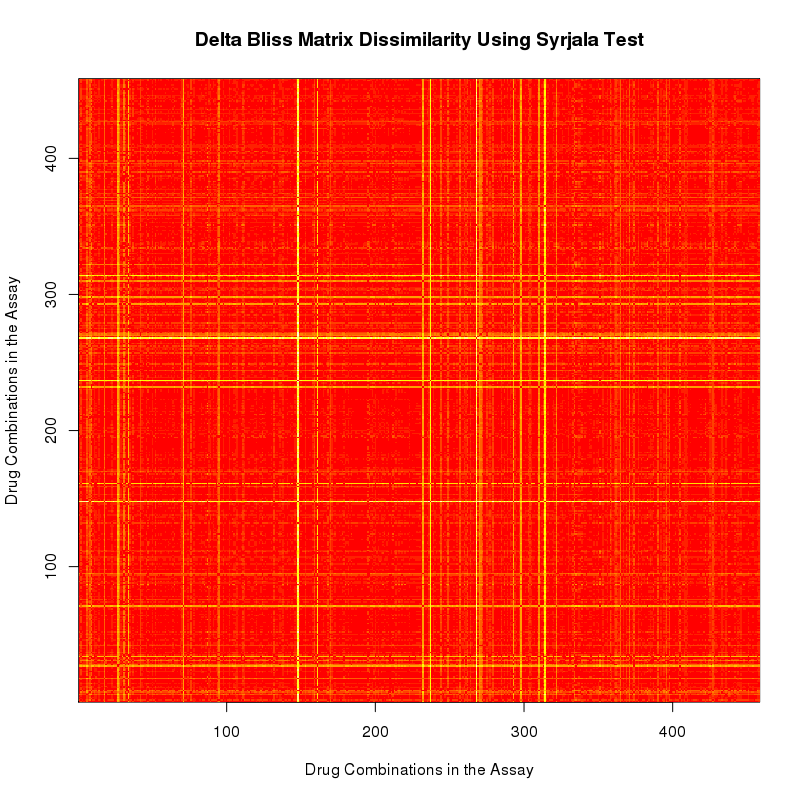 Delta Bliss Matrix Dissimilarity Using Syrjala Test
Drug Combinations in the Assay
400
300
200
100
100 200 300 400
Drug Combinations in the Assay